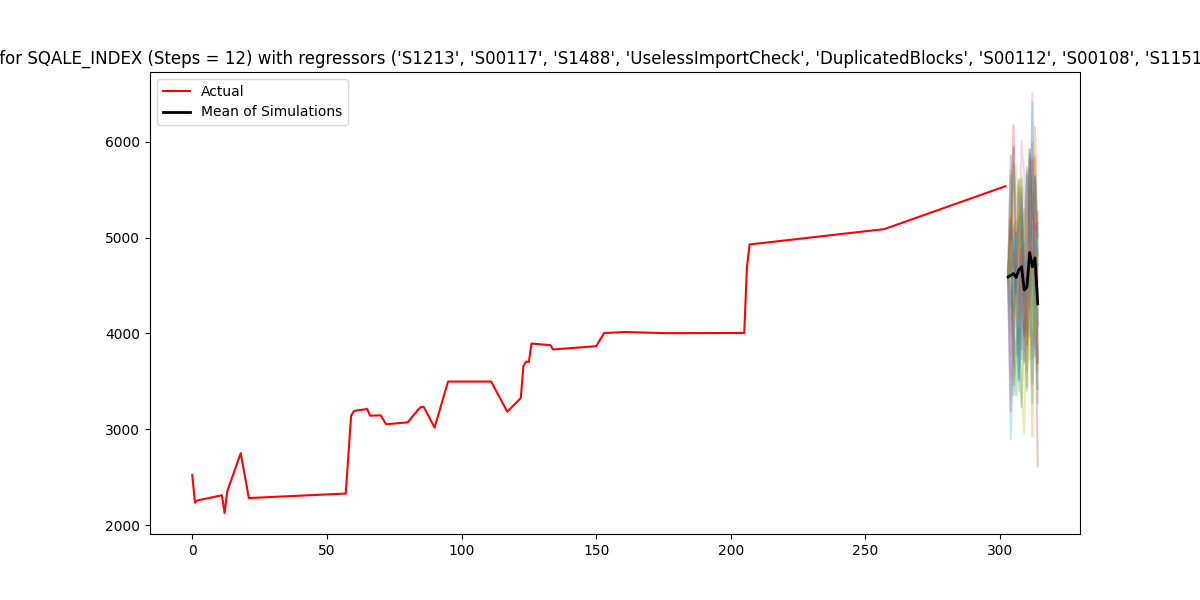 for SQALE_INDEX (Steps = 12) with regressors ('S1213', 'S00117', 'S1488', 'UselessImportCheck', 'DuplicatedBlocks', 'S00112', 'S00108', 'S1151
Actual
Mean of Simulations
6000
5000
4000
3000
2000
0 50 100 150 200 250 300